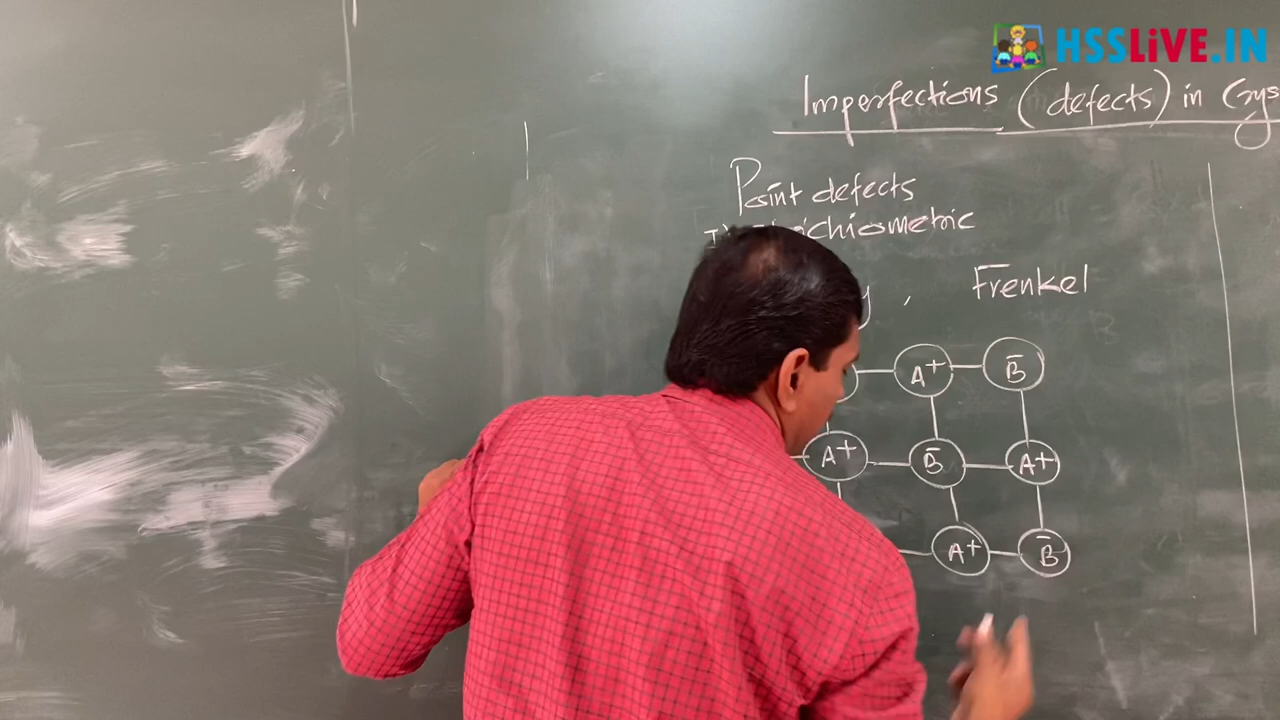 HSSLiVE.IN
Imperfections (defects) in Crys
Point defects
I) Stoichiometric
, Frenkel
A+ B̄
A+ B̄ A+
A+ B̄